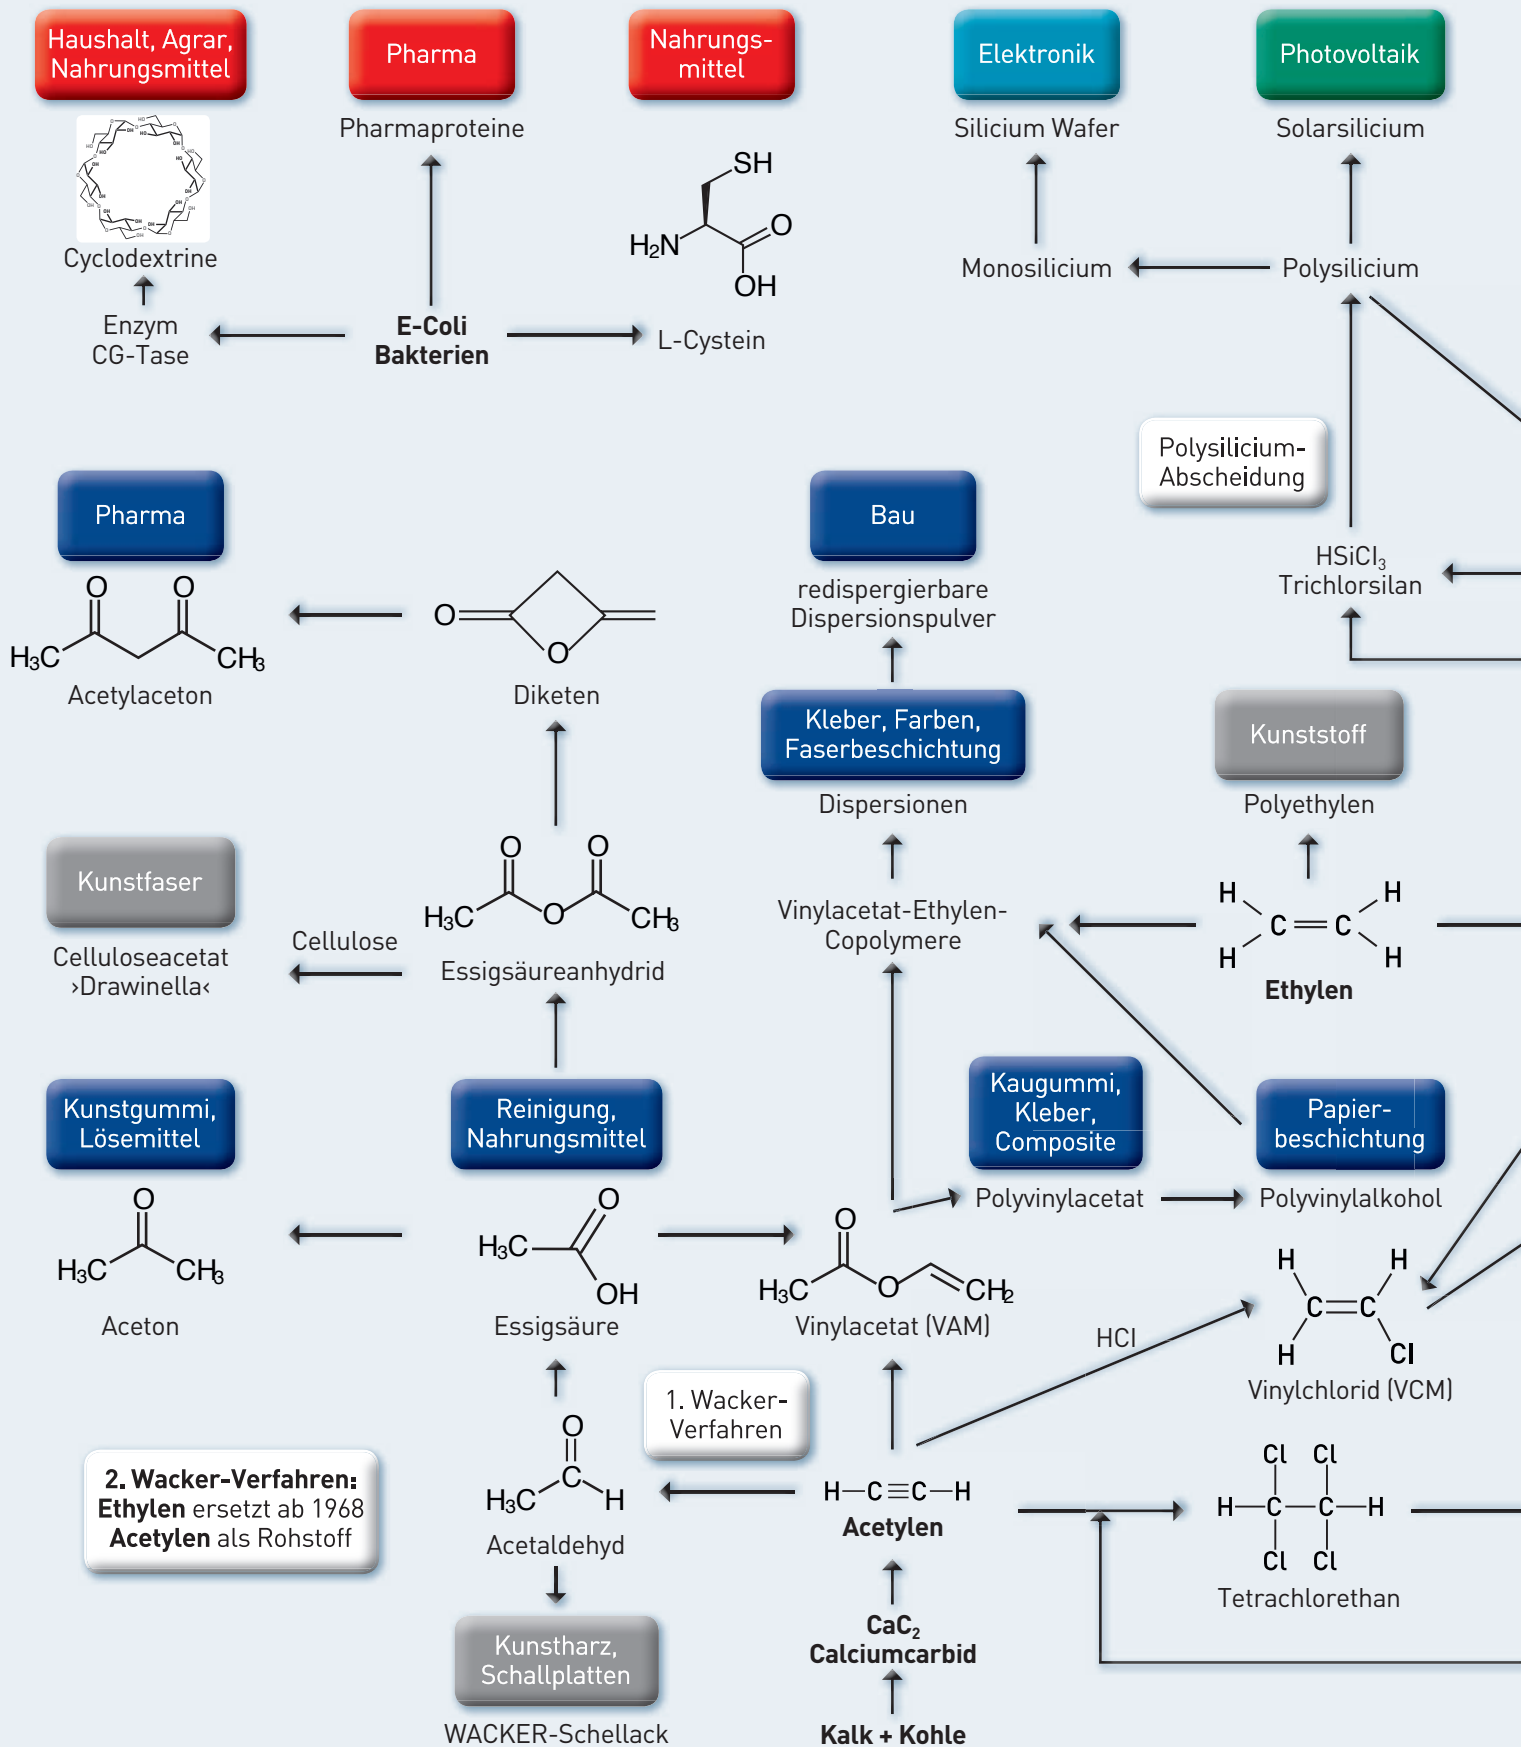 Haushalt, Agrar,
Nahrungsmittel
Pharma
Nahrungs-
mittel
Elektronik
Photovoltaik
Cyclodextrine
Pharmaproteine
SH
H₂N
O
OH
Silicium Wafer
Solarsilicium
Enzym
CG-Tase
E-Coli
Bakterien
L-Cystein
Monosilicium
Polysilicium
Polysilicium-
Abscheidung
Pharma
O O
H₃C CH₃
Acetylaceton
O
O
Diketen
Bau
redispergierbare
Dispersionspulver
HSiCl₃
Trichlorsilan
Kleber, Farben,
Faserbeschichtung
Dispersionen
Kunststoff
Polyethylen
Kunstfaser
Celluloseacetat
›Drawinella‹
Cellulose
O O
H₃C O CH₃
Essigsäureanhydrid
Vinylacetat-Ethylen-
Copolymere
H H
C C
H H
Ethylen
Kunstgummi,
Lösemittel
O
H₃C CH₃
Aceton
Reinigung,
Nahrungsmittel
O
H₃C
OH
Essigsäure
Kaugummi,
Kleber,
Composite
Polyvinylacetat
Papier-
beschichtung
Polyvinylalkohol
O
H₃C O CH₂
Vinylacetat (VAM)
HCl
H H
C C
H Cl
Vinylchlorid (VCM)
1. Wacker-
Verfahren
2. Wacker-Verfahren:
Ethylen ersetzt ab 1968
Acetylen als Rohstoff
O
C
H₃C H
Acetaldehyd
H C C H
Acetylen
Cl Cl
H C C H
Cl Cl
Tetrachlorethan
Kunstharz,
Schallplatten
WACKER-Schellack
CaC₂
Calciumcarbid
Kalk + Kohle